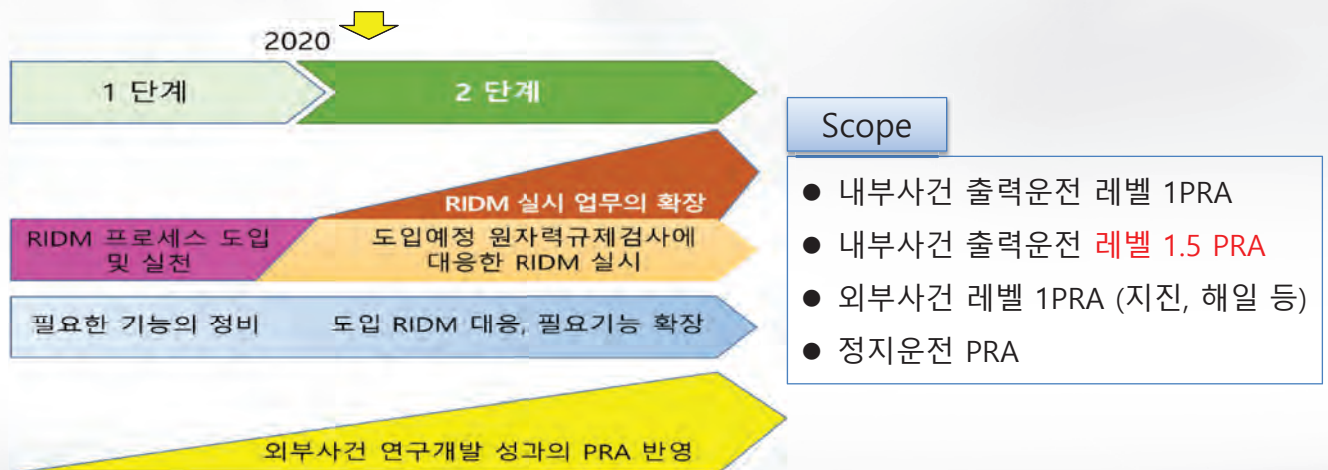 2020
1 단계
2 단계
RIDM 실시 업무의 확장
RIDM 프로세스 도입
및 실천
도입예정 원자력규제검사에
대응한 RIDM 실시
필요한 기능의 정비
도입 RIDM 대응, 필요기능 확장
외부사건 연구개발 성과의 PRA 반영
Scope
● 내부사건 출력운전 레벨 1PRA
● 내부사건 출력운전 레벨 1.5 PRA
● 외부사건 레벨 1PRA (지진, 해일 등)
● 정지운전 PRA